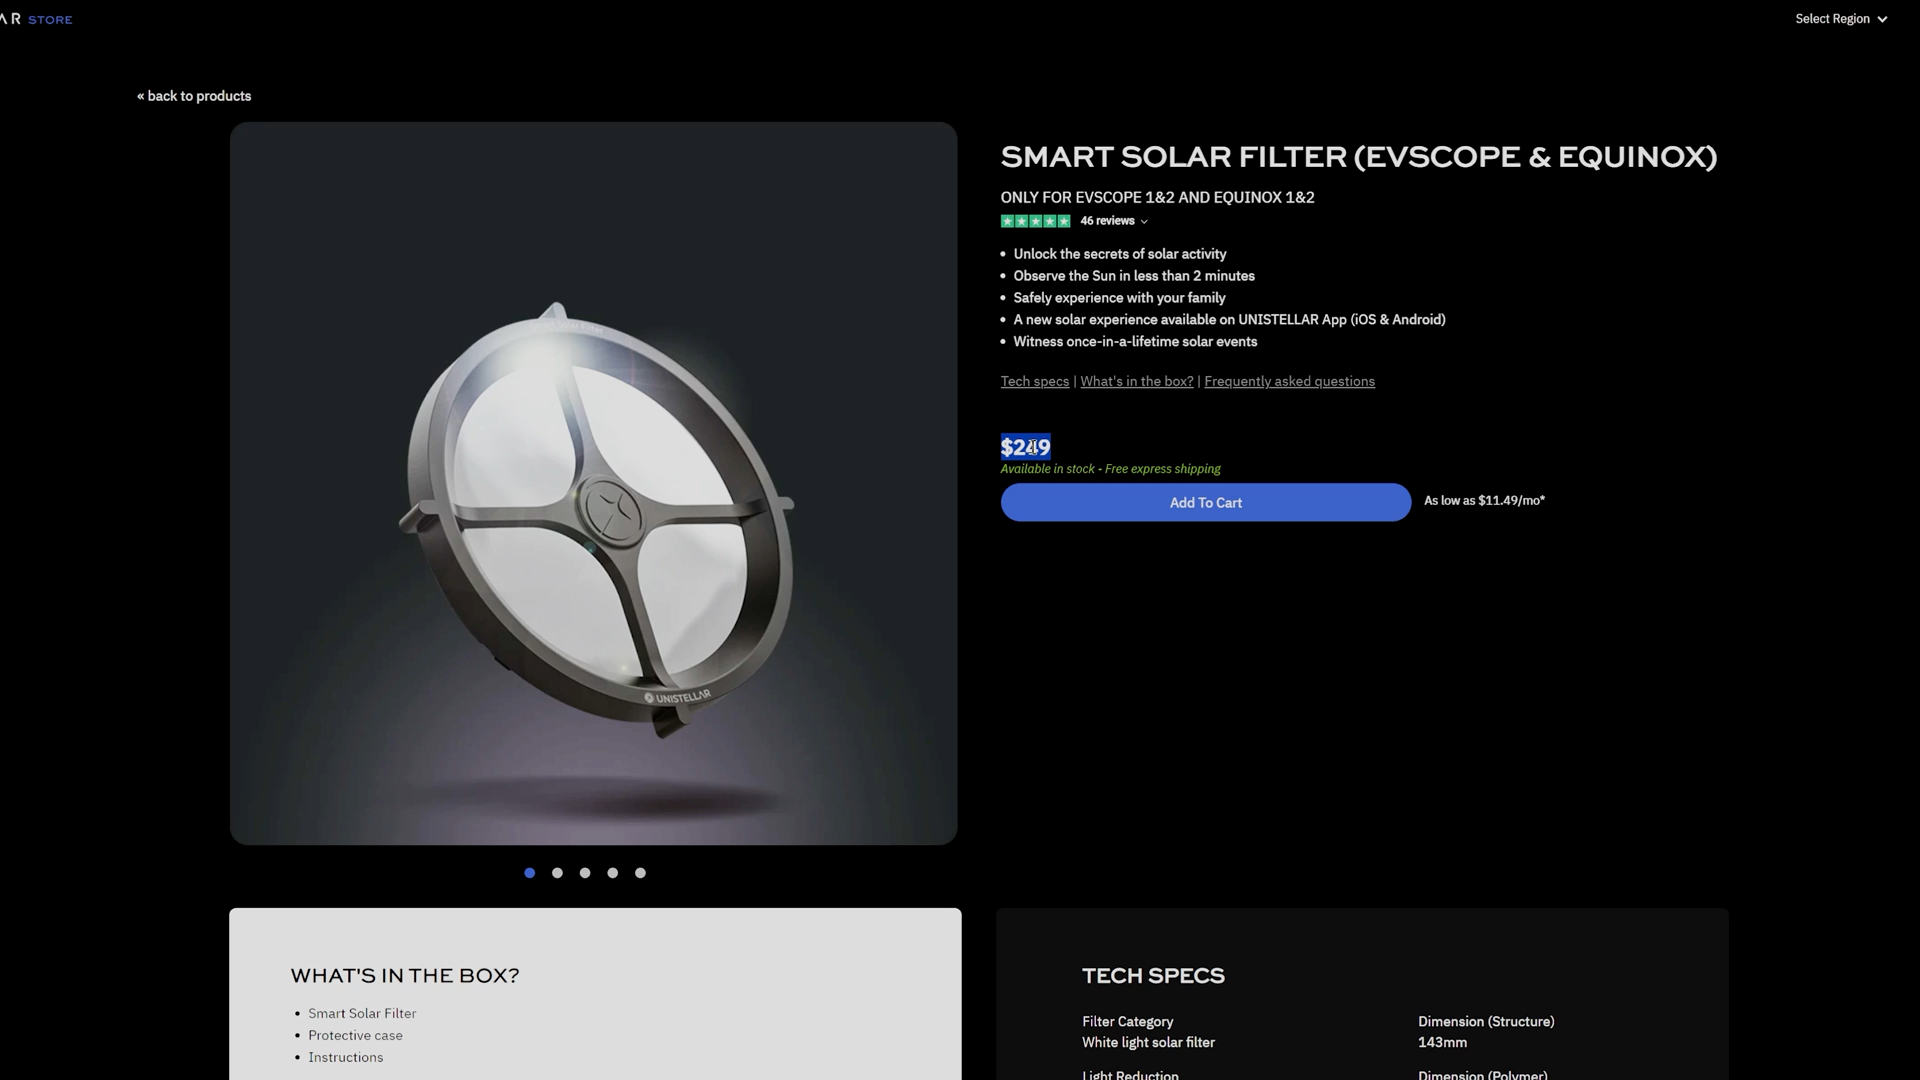 AR STORE
Select Region
« back to products
SMART SOLAR FILTER (EVSCOPE & EQUINOX)
ONLY FOR EVSCOPE 1&2 AND EQUINOX 1&2
46 reviews
• Unlock the secrets of solar activity
• Observe the Sun in less than 2 minutes
• Safely experience with your family
• A new solar experience available on UNISTELLAR App (iOS & Android)
• Witness once-in-a-lifetime solar events
Tech specs | What's in the box? | Frequently asked questions
$249
Available in stock - Free express shipping
Add To Cart
As low as $11.49/mo*
Smart Solar Filter
UNISTELLAR
WHAT'S IN THE BOX?
• Smart Solar Filter
• Protective case
• Instructions
TECH SPECS
Filter Category
White light solar filter
Dimension (Structure)
143mm
Light Reduction
Dimension (Polymer)